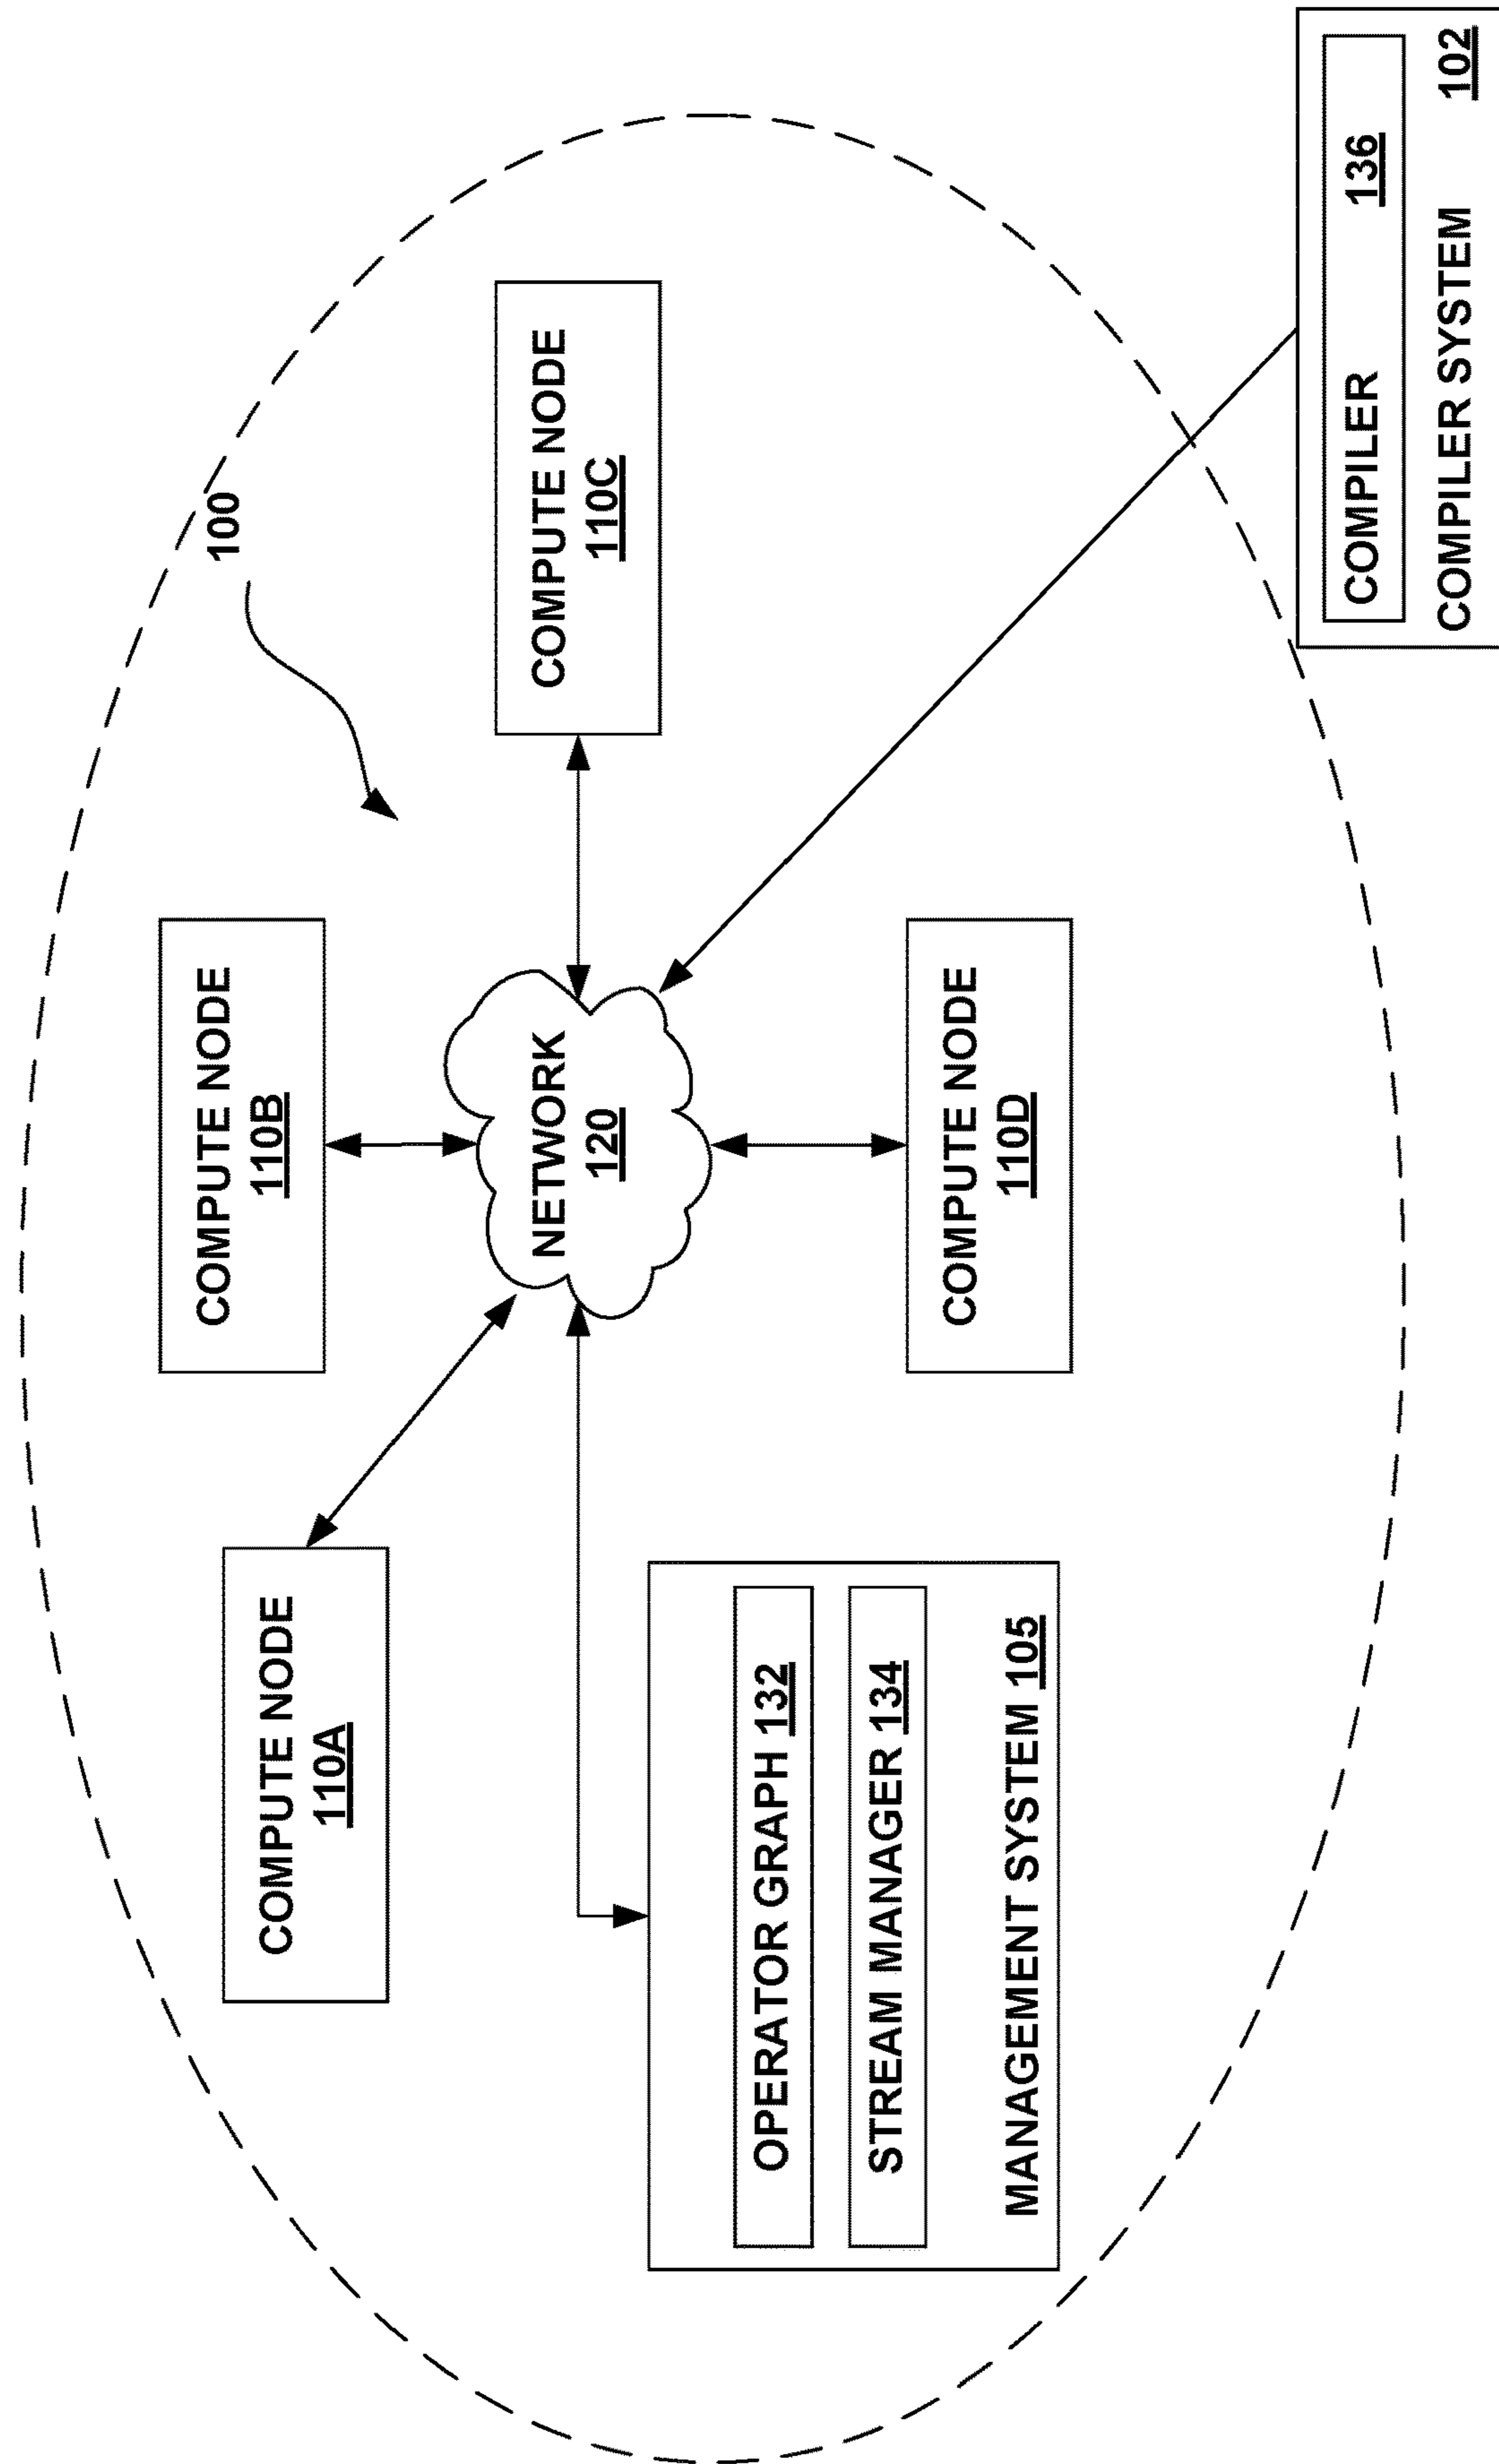 100
COMPUTE NODE
110A
COMPUTE NODE
110B
COMPUTE NODE
110C
NETWORK
120
COMPUTE NODE
110D
OPERATOR GRAPH 132
STREAM MANAGER 134
MANAGEMENT SYSTEM 105
COMPILER 136
COMPILER SYSTEM 102